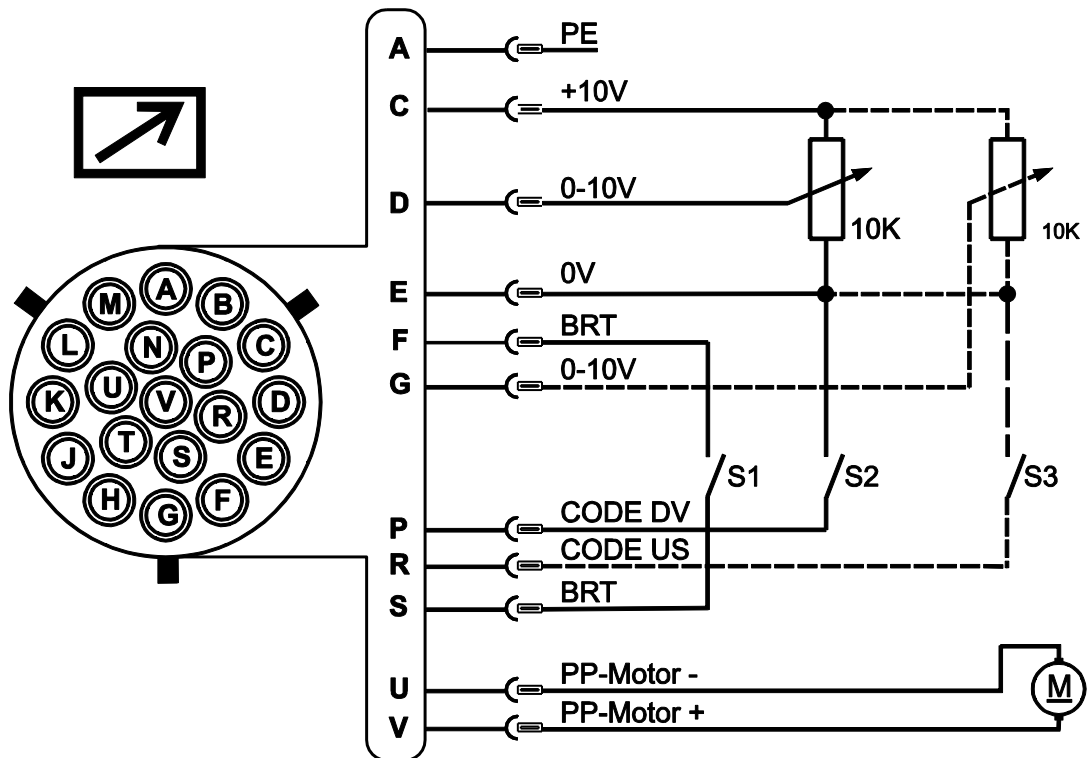 A PE
C +10V
D 0-10V
10K
10K
E 0V
F BRT
G 0-10V
S1 S2 S3
P CODE DV
R CODE US
S BRT
U PP-Motor -
V PP-Motor +
M
A
M B
L N P C
K U V R D
J T S E
H G F